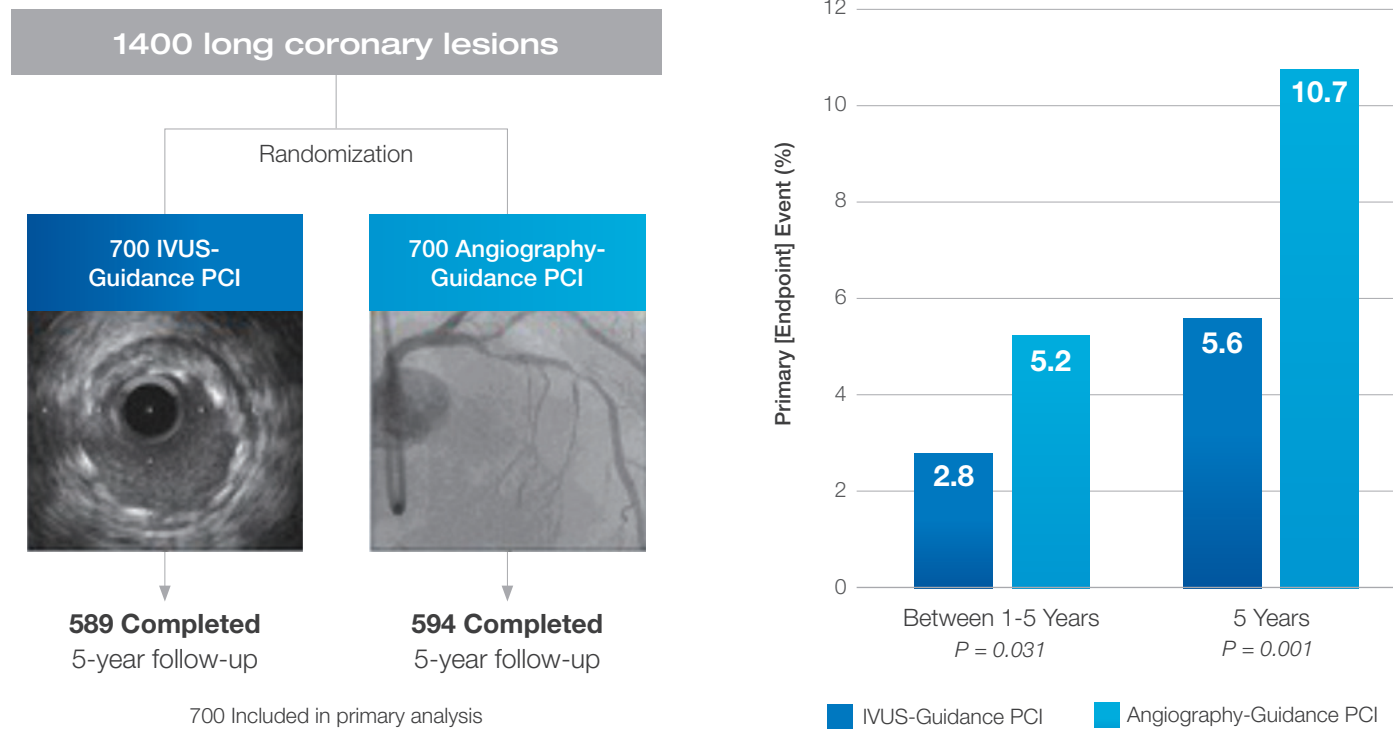 1400 long coronary lesions
Randomization
700 IVUS-
Guidance PCI
700 Angiography-
Guidance PCI
589 Completed
5-year follow-up
594 Completed
5-year follow-up
700 Included in primary analysis
Primary [Endpoint] Event (%)
12
10
8
6
4
2
0
2.8
5.2
5.6
10.7
Between 1-5 Years
P = 0.031
5 Years
P = 0.001
IVUS-Guidance PCI
Angiography-Guidance PCI